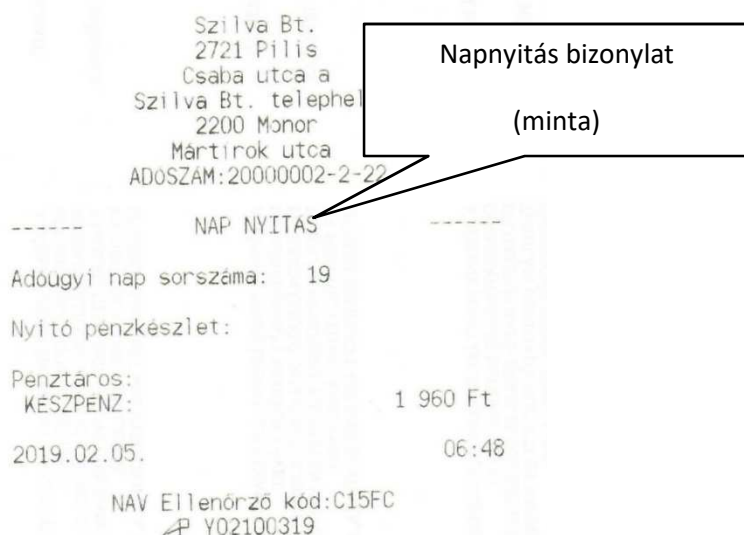 Szilva Bt.
2721 Pilis
Csaba utca a
Szilva Bt. telephel
2200 Monor
Mártírok utca
ADÓSZÁM:20000002-2-22
Napnyitás bizonylat
(minta)
------ NAP NYITÁS ------
Adóügyi nap sorszáma: 19
Nyitó pénzkészlet:
Pénztáros:
KÉSZPÉNZ: 1 960 Ft
2019.02.05. 06:48
NAV Ellenőrző kód:C15FC
AP Y02100319